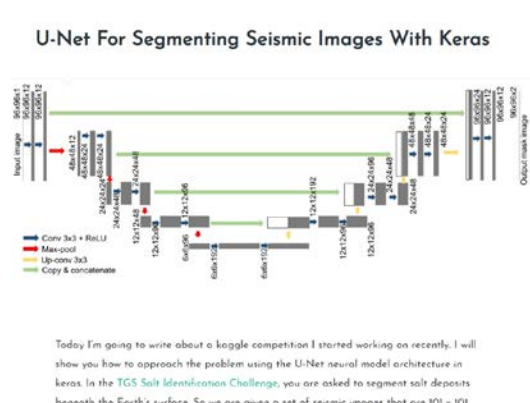 U-Net For Segmenting Seismic Images With Keras
Input image
96x96x1
96x96x12
96x96x12
48x48x12
48x48x24
48x48x24
24x24x24
24x24x48
24x24x48
12x12x48
12x12x96
12x12x96
6x6x96
6x6x192
6x6x192
12x12x192
12x12x96
12x12x96
24x24x96
24x24x48
24x24x48
48x48x48
48x48x24
48x48x24
96x96x24
96x96x12
96x96x12
96x96x2
Output mask image
Conv 3x3 + ReLU
Max-pool
Up-conv 3x3
Copy & concatenate
Today I'm going to write about a kaggle competition I started working on recently. I will
show you how to approach the problem using the U-Net neural model architecture in
keras. In the TGS Salt Identification Challenge, you are asked to segment salt deposits
beneath the Earth's surface. So we are given a set of seismic images that are 101 x 101